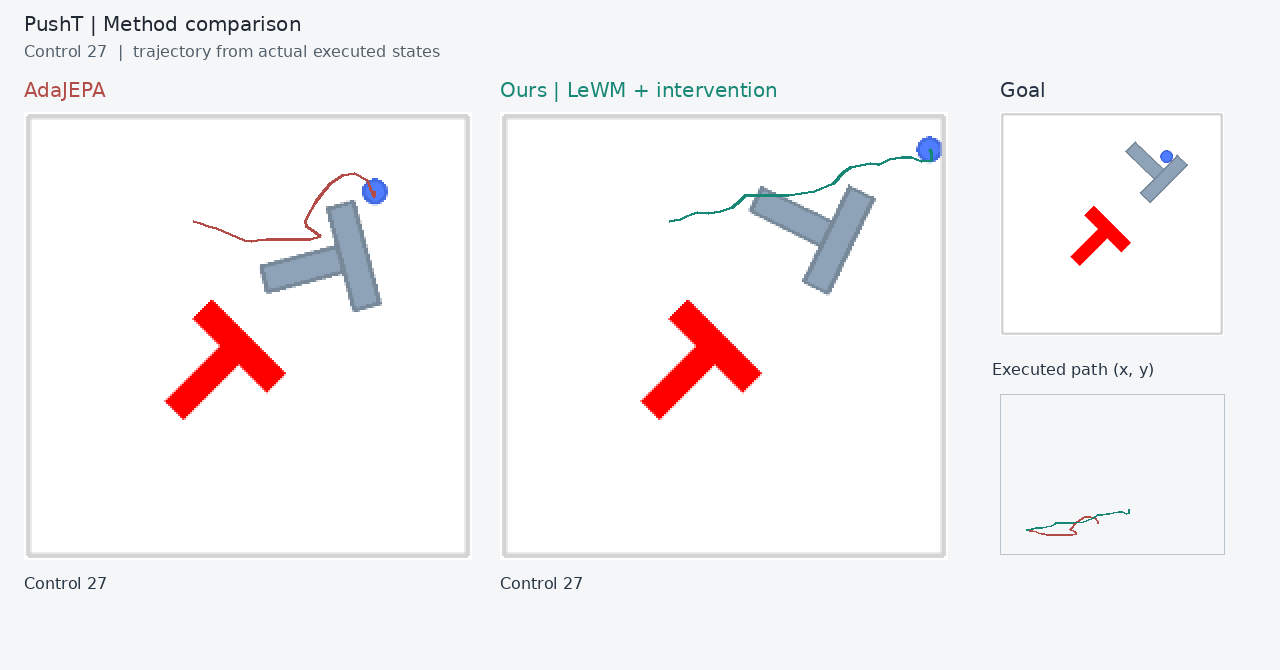 PushT | Method comparison
Control 27 | trajectory from actual executed states
AdaJEPA
Ours | LeWM + intervention
Goal
Executed path (x, y)
Control 27
Control 27